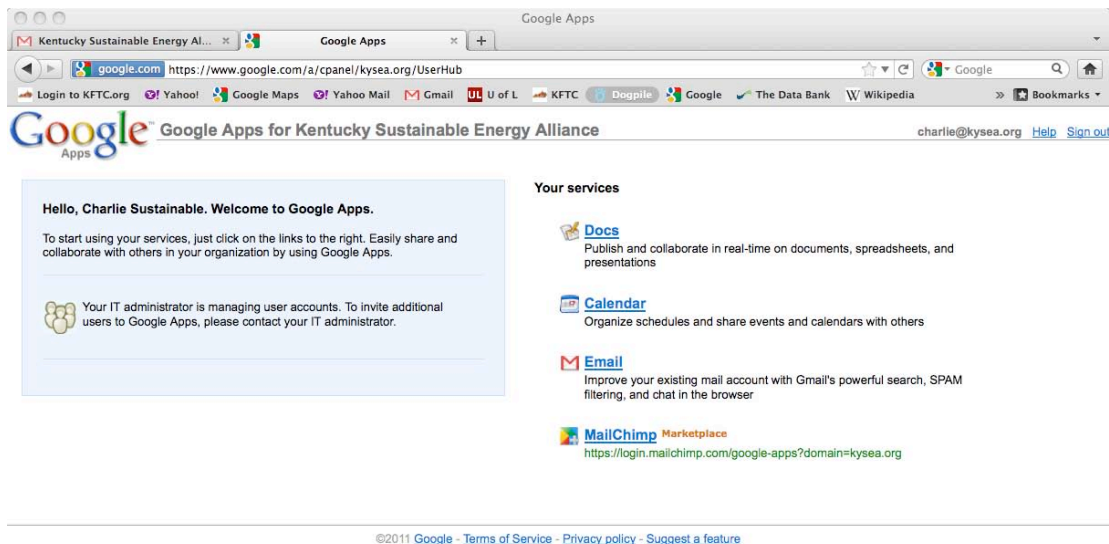 Google Apps
Kentucky Sustainable Energy Al...
Google Apps
google.com https://www.google.com/a/cpanel/kysea.org/UserHub
Google
Login to KFTC.org Yahoo! Google Maps Yahoo Mail Gmail UL U of L KFTC Dogpile Google The Data Bank W Wikipedia » Bookmarks
Google™ Apps
Google Apps for Kentucky Sustainable Energy Alliance
charlie@kysea.org Help Sign out
Hello, Charlie Sustainable. Welcome to Google Apps.
To start using your services, just click on the links to the right. Easily share and
collaborate with others in your organization by using Google Apps.
Your IT administrator is managing user accounts. To invite additional
users to Google Apps, please contact your IT administrator.
Your services
Docs
Publish and collaborate in real-time on documents, spreadsheets, and
presentations
Calendar
Organize schedules and share events and calendars with others
Email
Improve your existing mail account with Gmail's powerful search, SPAM
filtering, and chat in the browser
MailChimp Marketplace
https://login.mailchimp.com/google-apps?domain=kysea.org
©2011 Google - Terms of Service - Privacy policy - Suggest a feature